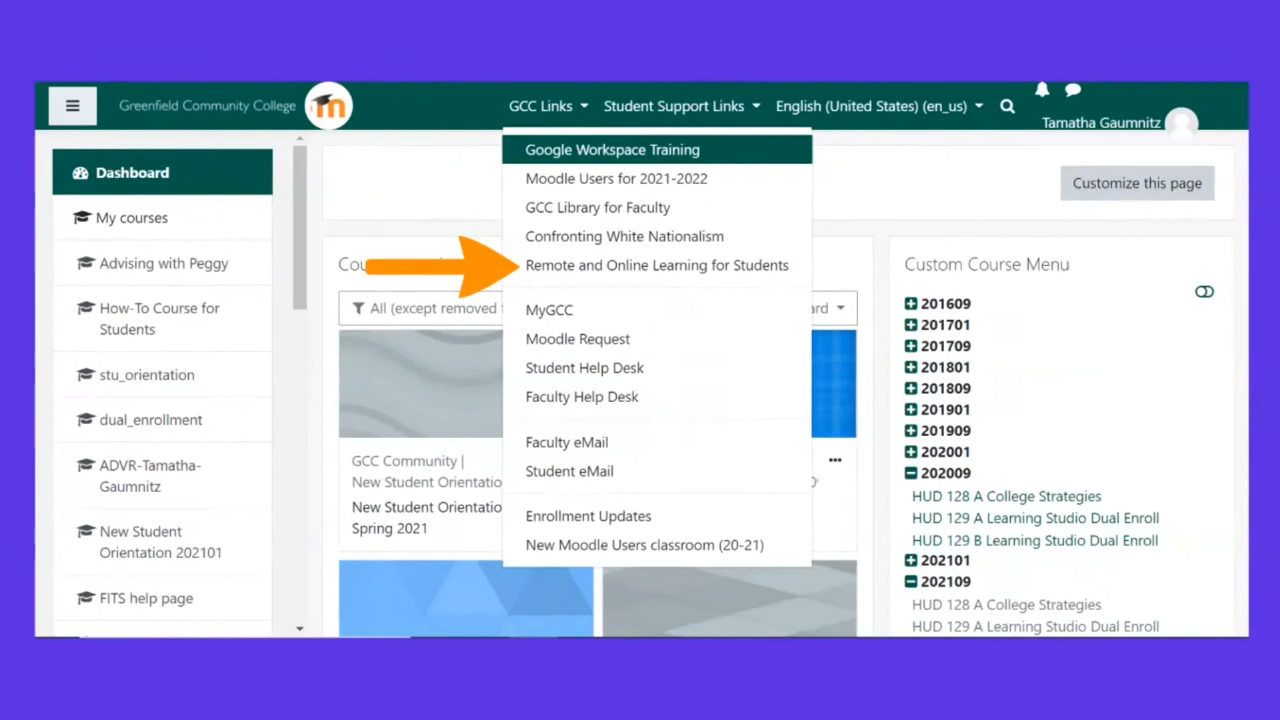 Greenfield Community College
GCC Links
Student Support Links
English (United States) (en_us)
Tamatha Gaumnitz
Dashboard
My courses
Advising with Peggy
How-To Course for
Students
stu_orientation
dual_enrollment
ADVR-Tamatha-
Gaumnitz
New Student
Orientation 202101
FITS help page
Google Workspace Training
Moodle Users for 2021-2022
GCC Library for Faculty
Confronting White Nationalism
Remote and Online Learning for Students
MyGCC
Moodle Request
Student Help Desk
Faculty Help Desk
Faculty eMail
Student eMail
Enrollment Updates
New Moodle Users classroom (20-21)
Customize this page
All (except removed
GCC Community |
New Student Orientatio
New Student Orientatio
Spring 2021
Custom Course Menu
201609
201701
201709
201801
201809
201901
201909
202001
202009
HUD 128 A College Strategies
HUD 129 A Learning Studio Dual Enroll
HUD 129 B Learning Studio Dual Enroll
202101
202109
HUD 128 A College Strategies
HUD 129 A Learning Studio Dual Enroll